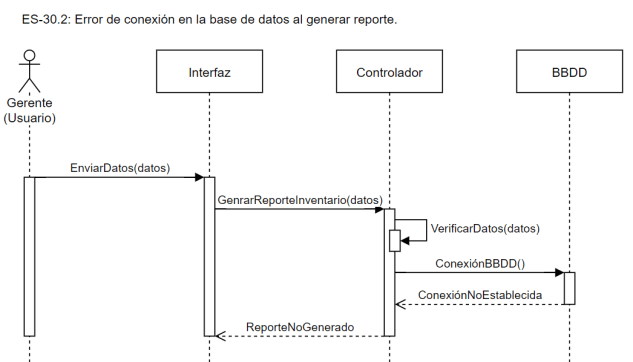 ES-30.2: Error de conexión en la base de datos al generar reporte.
Interfaz
Controlador
BBDD
Gerente
(Usuario)
EnviarDatos(datos)
GenrarReporteInventario(datos)
VerificarDatos(datos)
ConexiónBBDD()
ConexiónNoEstablecida
ReporteNoGenerado